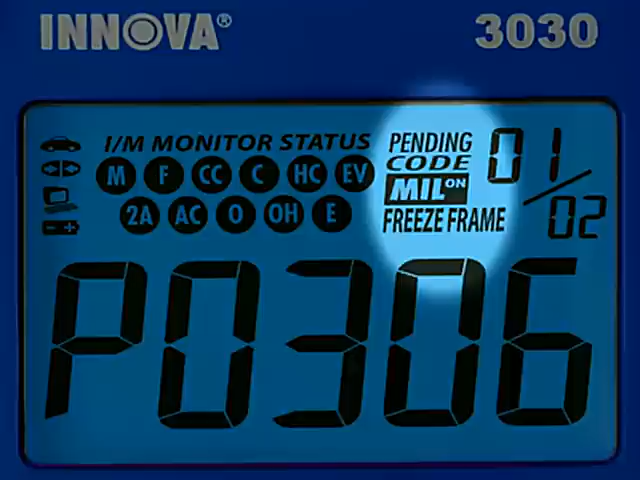 INNOVA® 3030
I/M MONITOR STATUS
M F CC C HC EV
2A AC O OH E
PENDING
CODE
MIL ON
FREEZE FRAME
01/02
P0306